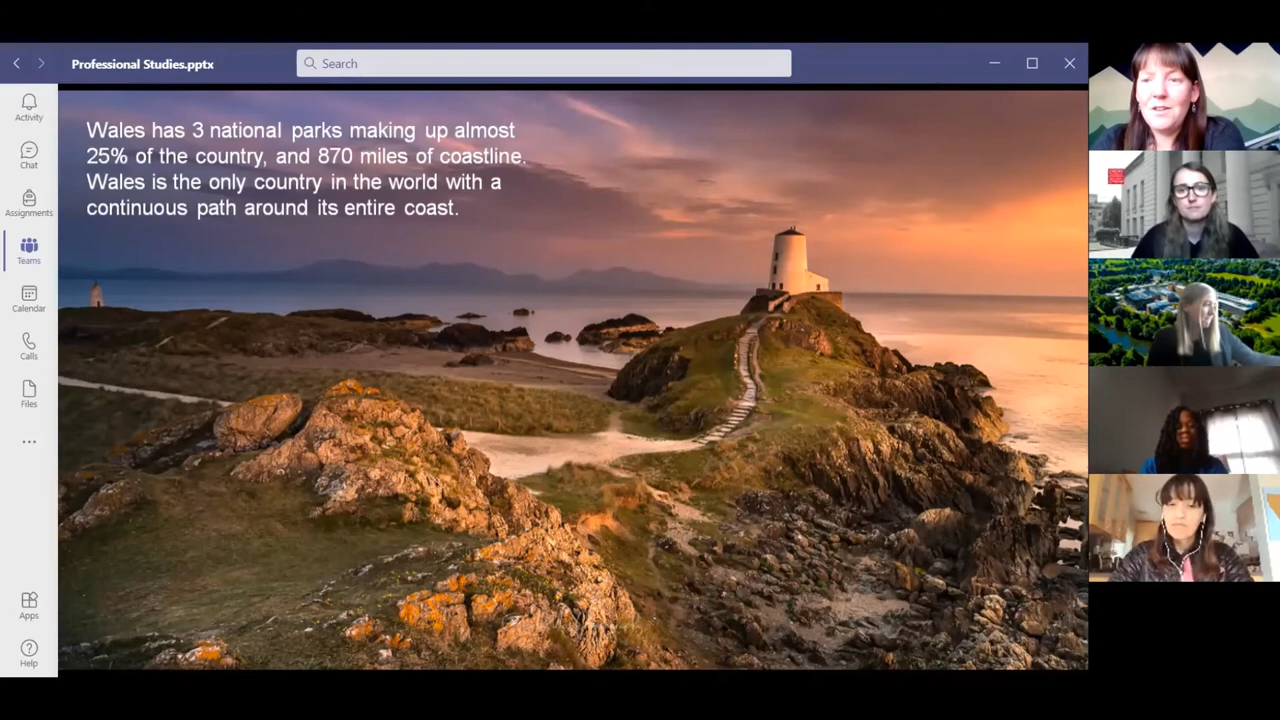 Professional Studies.pptx
Search
Activity
Chat
Assignments
Teams
Calendar
Calls
Files
Apps
Help
Wales has 3 national parks making up almost
25% of the country, and 870 miles of coastline.
Wales is the only country in the world with a
continuous path around its entire coast.